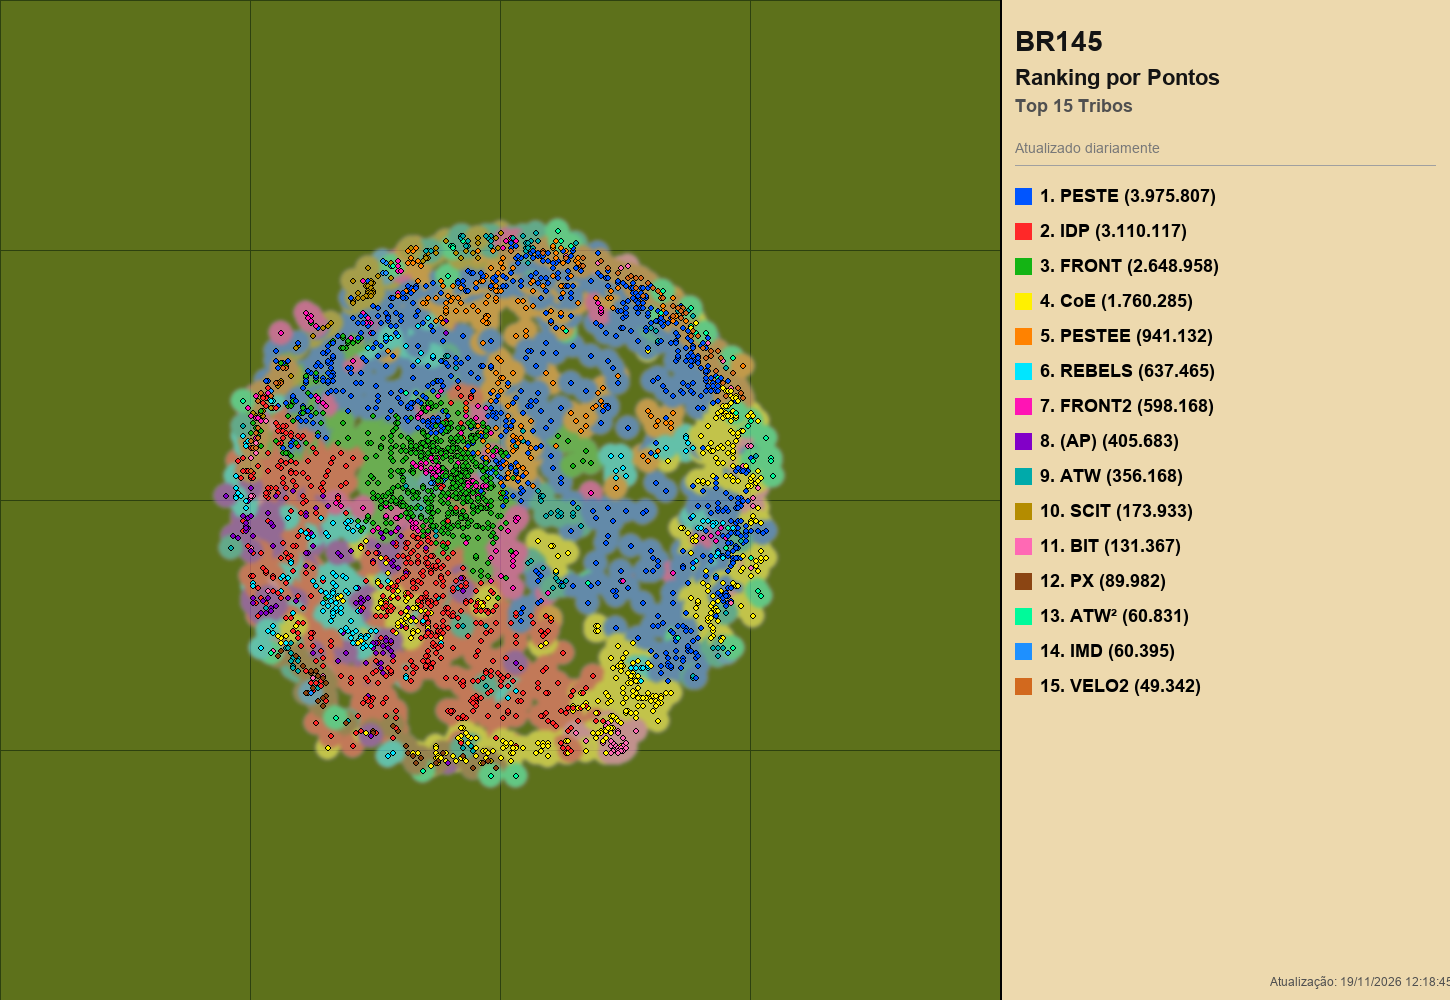 BR145
Ranking por Pontos
Top 15 Tribos
Atualizado diariamente
1. PESTE (3.975.807)
2. IDP (3.110.117)
3. FRONT (2.648.958)
4. CoE (1.760.285)
5. PESTEE (941.132)
6. REBELS (637.465)
7. FRONT2 (598.168)
8. (AP) (405.683)
9. ATW (356.168)
10. SCIT (173.933)
11. BIT (131.367)
12. PX (89.982)
13. ATW² (60.831)
14. IMD (60.395)
15. VELO2 (49.342)
Atualização: 19/11/2026 12:18:45